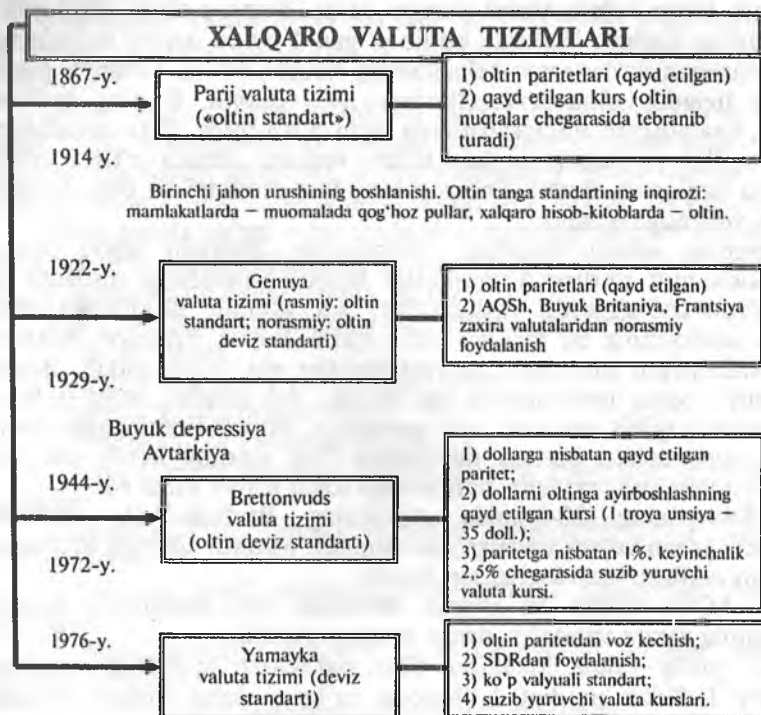 XALQARO VALUTA TIZIMLARI
1867-y.
Parij valuta tizimi
(«oltin standart»)
1) oltin paritetlari (qayd etilgan)
2) qayd etilgan kurs (oltin
nuqtalar chegarasida tebranib
turadi)
1914 y.
Birinchi jahon urushining boshlanishi. Oltin tanga standartining inqirozi:
mamlakatlarda — muomalada qog‘hoz pullar, xalqaro hisob-kitoblarda — oltin.
1922-y.
Genuya
valuta tizimi (rasmiy: oltin
standart; norasmiy: oltin
deviz standarti)
1) oltin paritetlari (qayd etilgan)
2) AQSh, Buyuk Britaniya, Frantsiya
zaxira valutalaridan norasmiy
foydalanish
1929-y.
Buyuk depressiya
Avtarkiya
1944-y.
Brettonvuds
valuta tizimi
(oltin deviz standarti)
1) dollarga nisbatan qayd etilgan
paritet;
2) dollarni oltinga ayirboshlashning
qayd etilgan kursi (1 troya unsiya —
35 doll.);
3) paritetga nisbatan 1%, keyinchalik
2,5% chegarasida suzib yuruvchi
valuta kursi.
1972-y.
1976-y.
Yamayka
valuta tizimi (deviz
standarti)
1) oltin paritetdan voz kechish;
2) SDRdan foydalanish;
3) ko‘p valyuali standart;
4) suzib yuruvchi valuta kurslari.